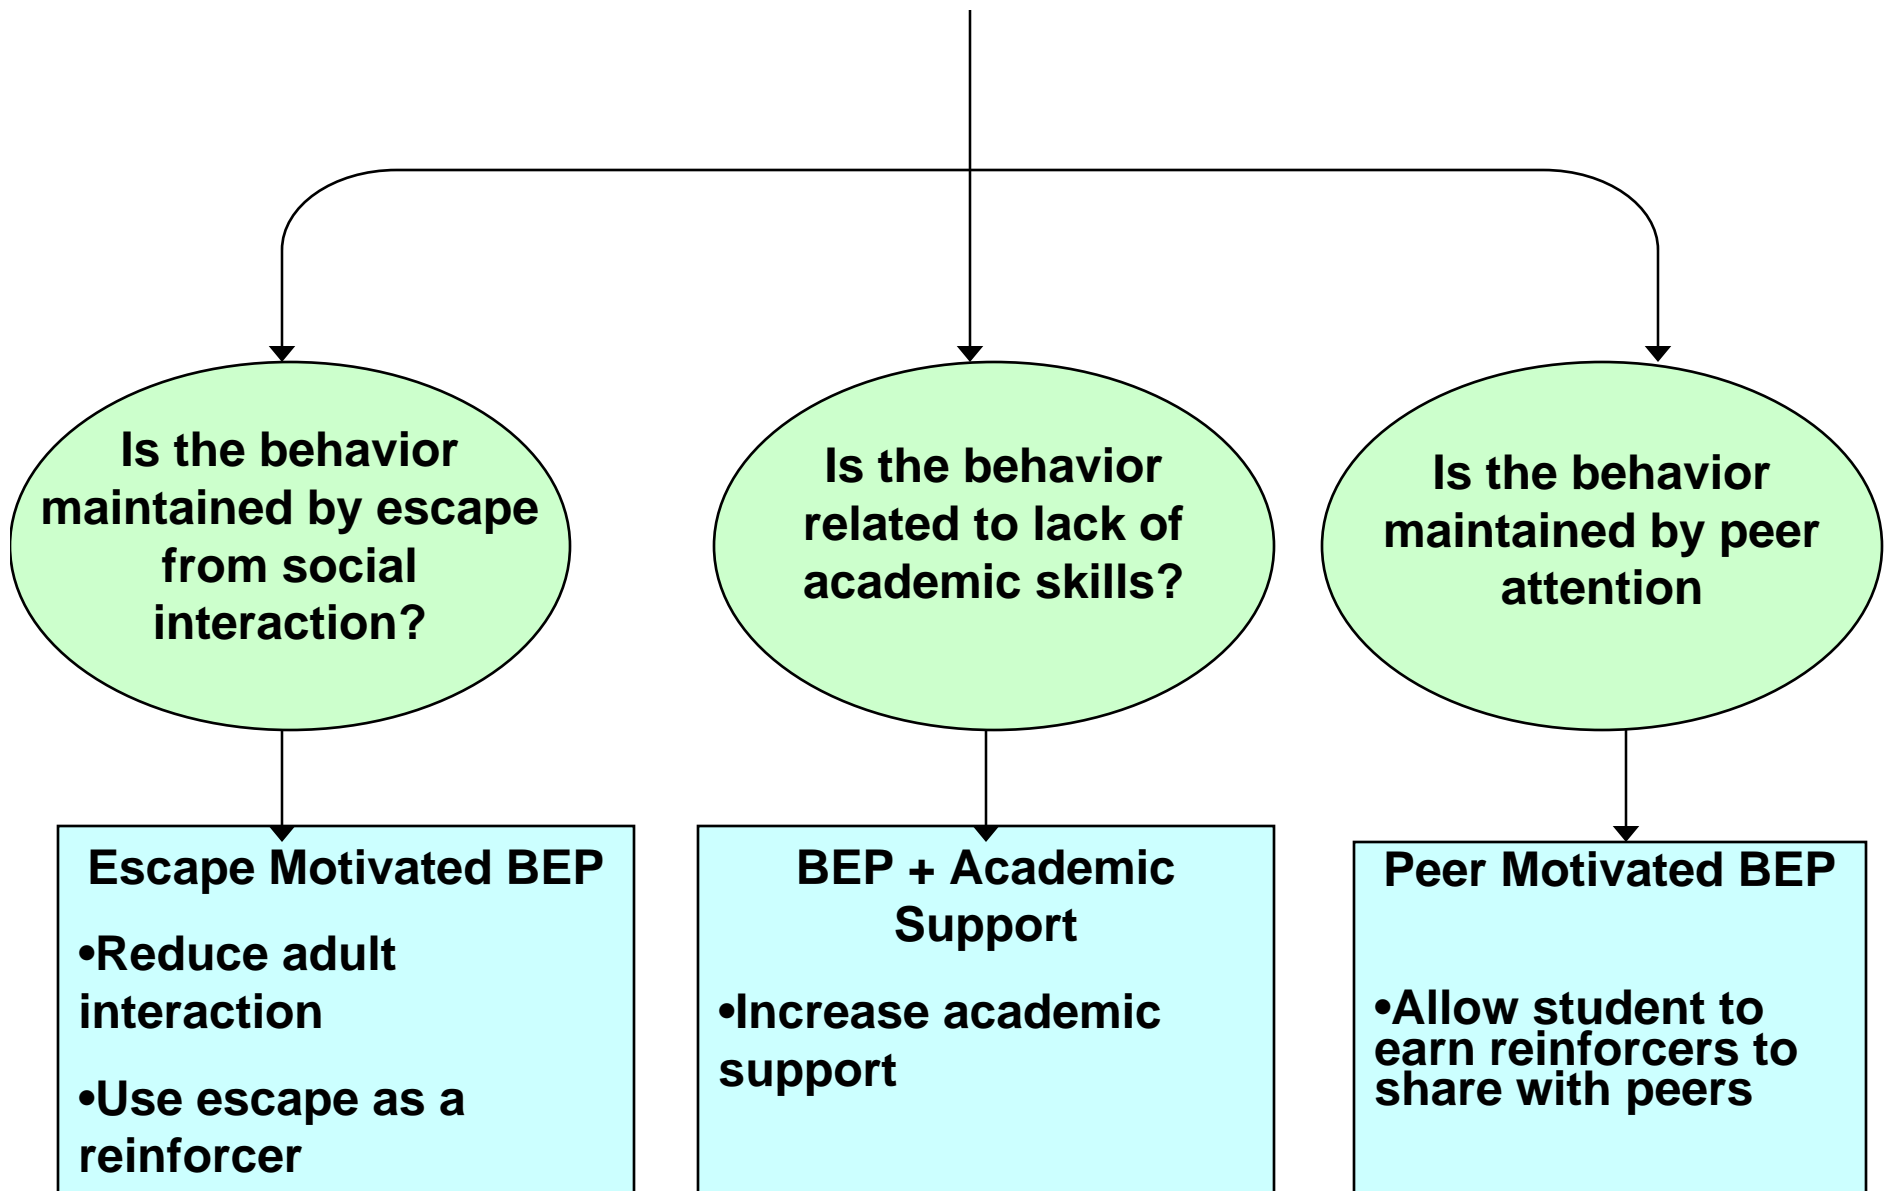 Is the behavior
maintained by escape
from social
interaction?
Is the behavior
related to lack of
academic skills?
Is the behavior
maintained by peer
attention
Escape Motivated BEP
•Reduce adult
interaction
•Use escape as a
reinforcer
BEP + Academic
Support
•Increase academic
support
Peer Motivated BEP
•Allow student to
earn reinforcers to
share with peers